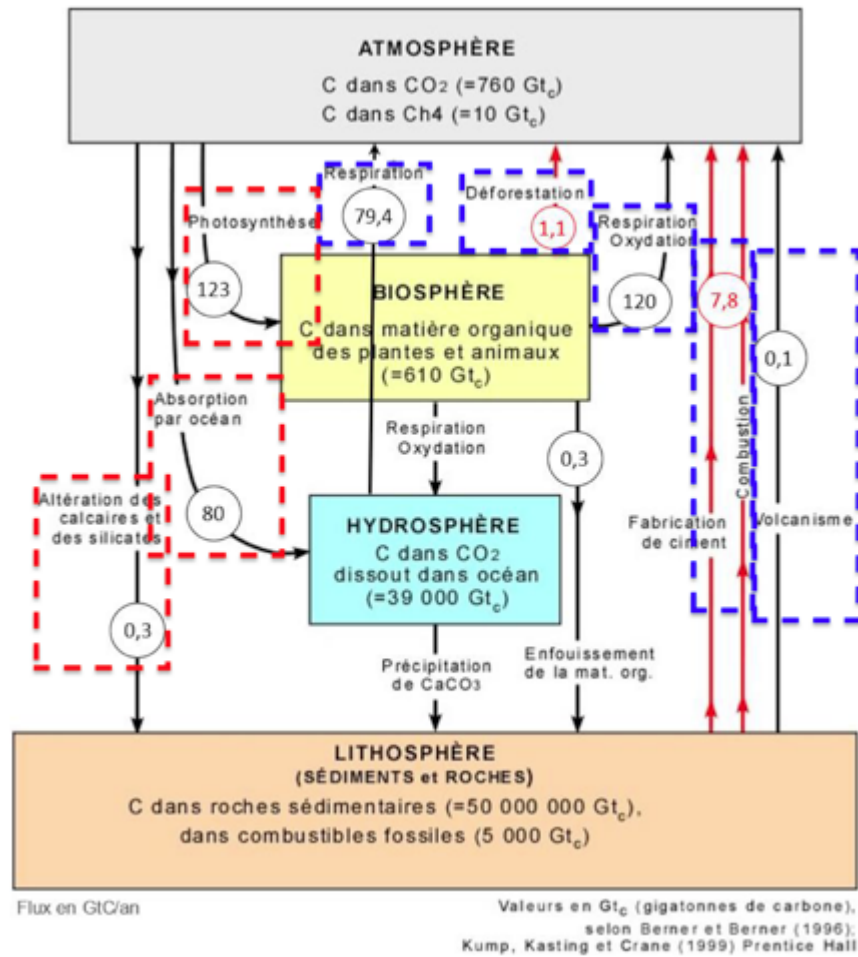 ATMOSPHÈRE
C dans CO2 (=760 Gtc)
C dans Ch4 (=10 Gtc)
Respiration
Déforestation
Photosynthèse
79,4
1,1
Respiration
Oxydation
123
BIOSPHÈRE
120
7,8
C dans matière organique
des plantes et animaux
(=610 Gtc)
0,1
Absorption
par océan
Respiration
Oxydation
0,3
Combustion
Altération des
calcaires et
des silicates
80
HYDROSPHÈRE
C dans CO2
dissout dans océan
(=39 000 Gtc)
Fabrication
de ciment
Volcanisme
0,3
Précipitation
de CaCO3
Enfouissement
de la mat. org.
LITHOSPHÈRE
(SÉDIMENTS et ROCHES)
C dans roches sédimentaires (=50 000 000 Gtc),
dans combustibles fossiles (5 000 Gtc)
Flux en GtC/an
Valeurs en Gtc (gigatonnes de carbone),
selon Berner et Berner (1996);
Kump, Kasting et Crane (1999) Prentice Hall